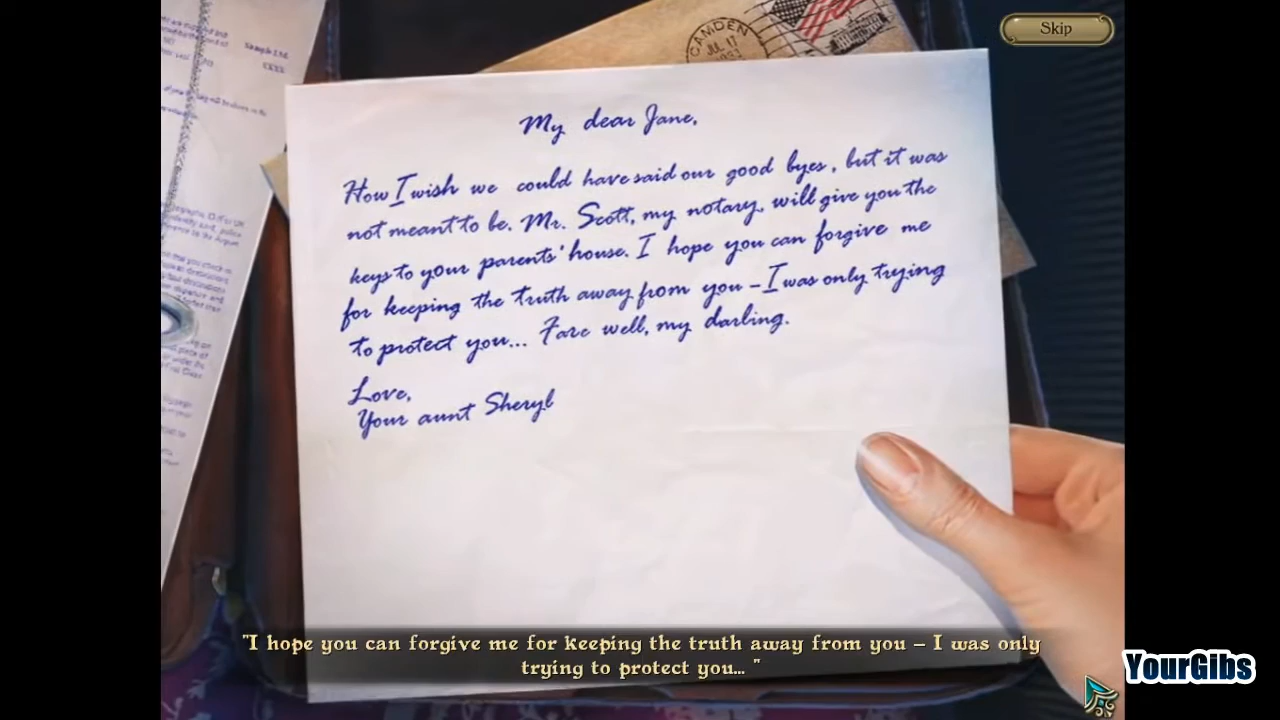 Skip
CAMDEN
JUL 17
Sample Ltd.
XXXX
My dear Jane,
How I wish we could have said our good byes, but it was
not meant to be. Mr. Scott, my notary, will give you the
keys to your parents' house. I hope you can forgive me
for keeping the truth away from you – I was only trying
to protect you... Fare well, my darling.
Love,
Your aunt Sheryl
"I hope you can forgive me for keeping the truth away from you – I was only
trying to protect you... "
YourGibs